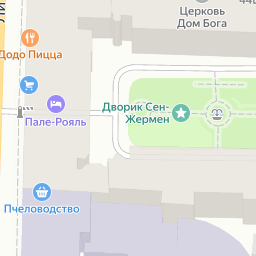 Церковь
Дом Бога
Додо Пицца
Дворик Сен-
Жермен
Пале-Рояль
Пчеловодство